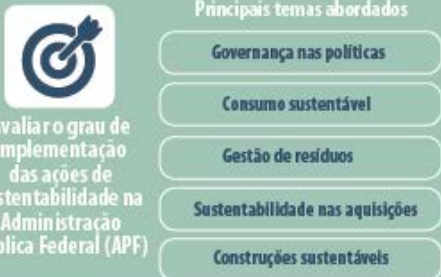 Principais temas abordados
Governança nas políticas
Consumo sustentável
Gestão de resíduos
Sustentabilidade nas aquisições
Construções sustentáveis
valiar o grau de
mplementação
das ações de
stentabilidade na
Administração
blica Federal (APF)